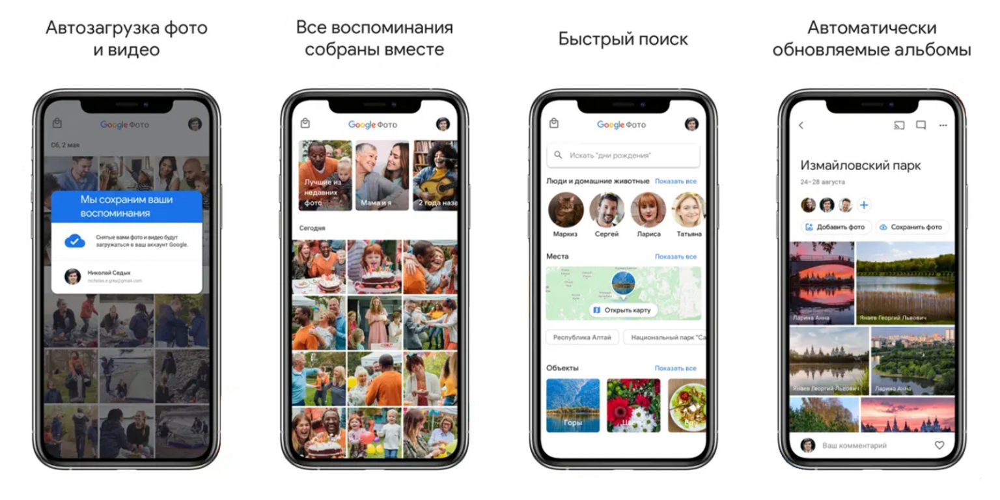 Автозагрузка фото
и видео
Google Фото
Сб, 2 мая
Мы сохраним ваши
воспоминания
Снятые вами фото и видео будут
загружаться в ваш аккаунт Google.
Николай Седых
nicholas.e.grey@gmail.com
Все воспоминания
собраны вместе
Google Фото
Лучшие из
недавних
фото
Мама и я
2 года наза
Сегодня
Быстрый поиск
Google Фото
Искать "дни рождения"
Люди и домашние животные Показать все
Маркиз Сергей Лариса Татьяна
Места Показать все
Открыть карту
Республика Алтай Национальный парк "Са
Объекты Показать все
Горы Цветы Еда
Автоматически
обновляемые альбомы
Измайловский парк
24–28 августа
Добавить фото Сохранить фото
Ларина Анна Янаев Георгий Львович
Янаев Георгий Львович Ларина Анна
Ваш комментарий